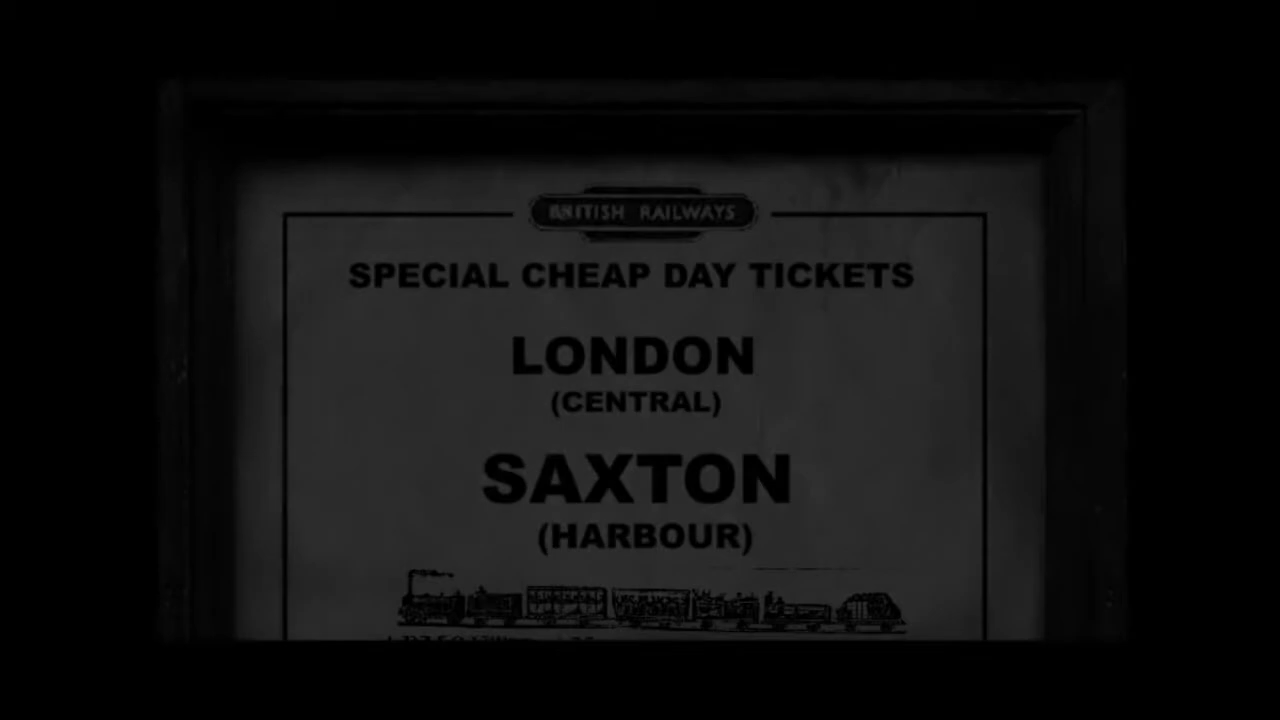 BRITISH RAILWAYS
SPECIAL CHEAP DAY TICKETS
LONDON
(CENTRAL)
SAXTON
(HARBOUR)